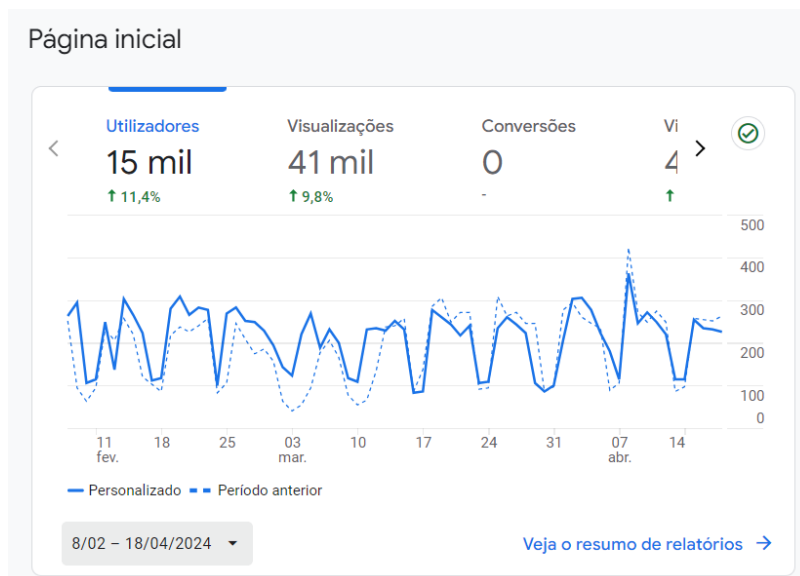 Página inicial
Utilizadores Visualizações Conversões Vi
15 mil 41 mil 0 4
11,4% 9,8% -
500
400
300
200
100
0
11 18 25 03 10 17 24 31 07 14
fev. mar. abr.
Personalizado Período anterior
8/02 – 18/04/2024 Veja o resumo de relatórios